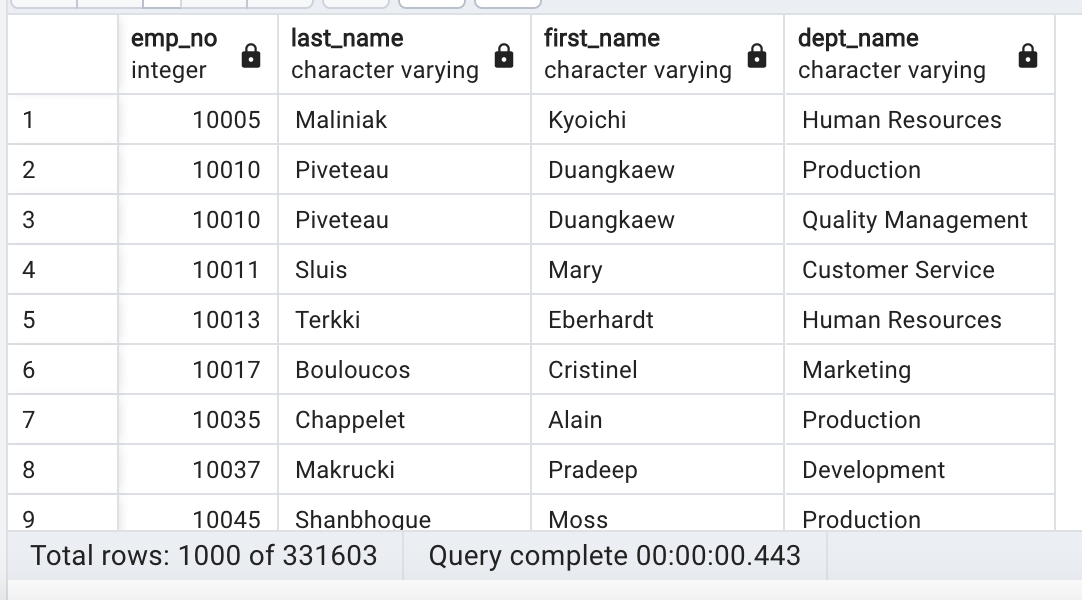 emp_no last_name first_name dept_name
integer character varying character varying character varying
1 10005 Maliniak Kyoichi Human Resources
2 10010 Piveteau Duangkaew Production
3 10010 Piveteau Duangkaew Quality Management
4 10011 Sluis Mary Customer Service
5 10013 Terkki Eberhardt Human Resources
6 10017 Bouloucos Cristinel Marketing
7 10035 Chappelet Alain Production
8 10037 Makrucki Pradeep Development
9 10045 Shanbhogue Moss Production
Total rows: 1000 of 331603 Query complete 00:00:00.443